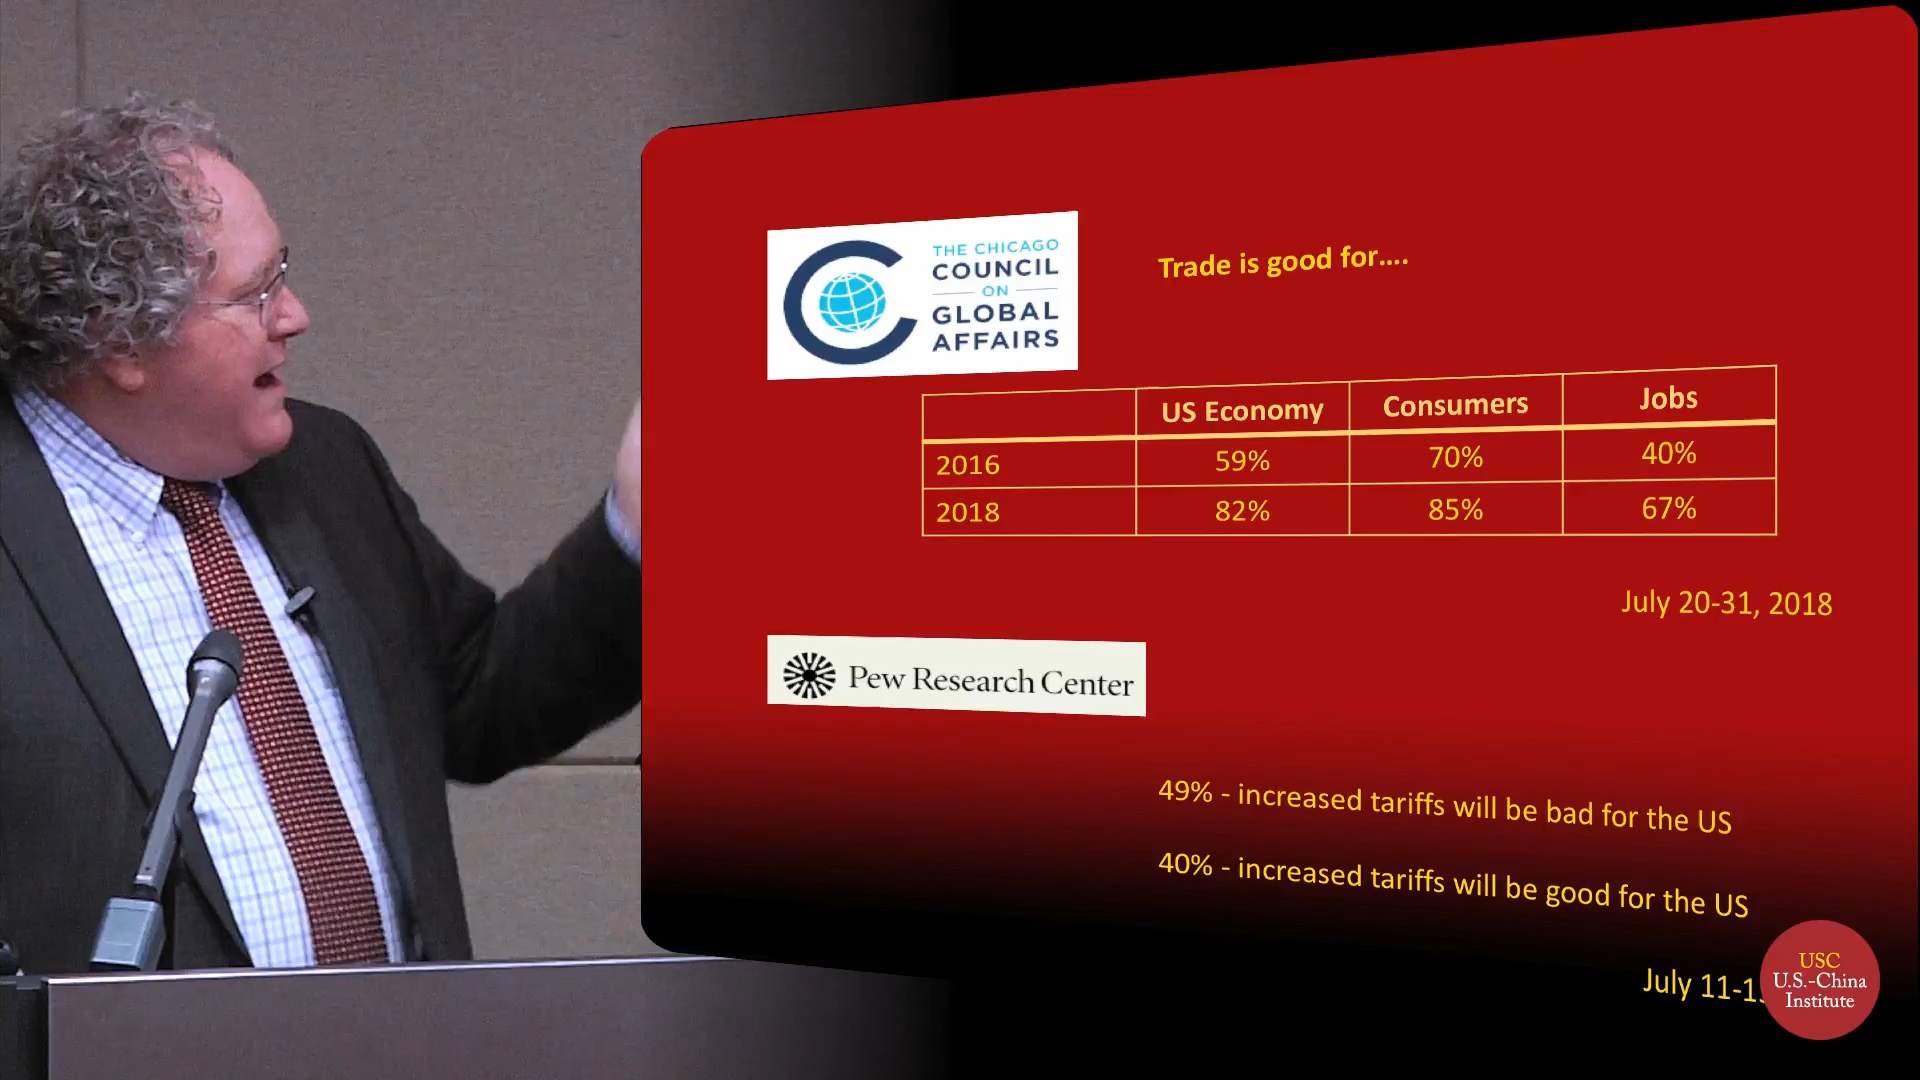 THE CHICAGO
COUNCIL
ON
GLOBAL
AFFAIRS
Trade is good for....
US Economy Consumers Jobs
2016 59% 70% 40%
2018 82% 85% 67%
July 20-31, 2018
Pew Research Center
49% - increased tariffs will be bad for the US
40% - increased tariffs will be good for the US
July
USC
U.S.-China
Institute